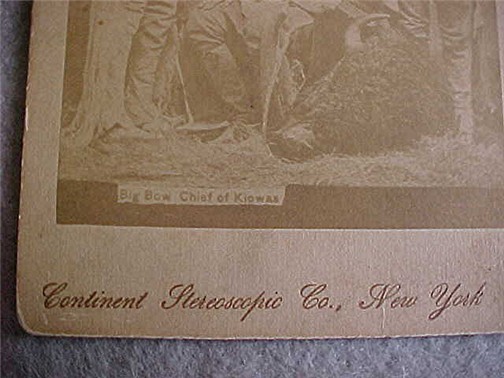 Big Bow Chief of Kiowas
Continent Stereoscopic Co., New York